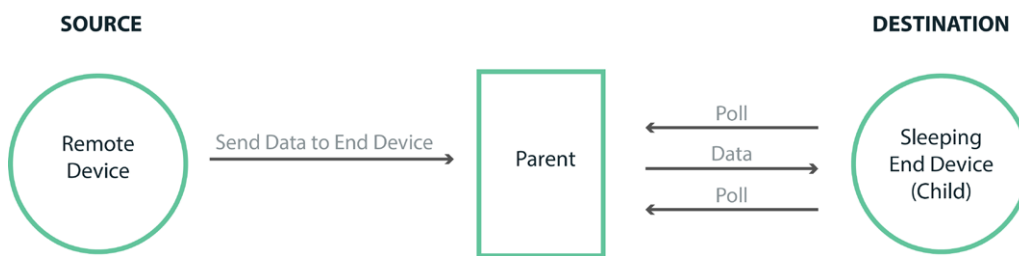 SOURCE
DESTINATION
Remote
Device
Send Data to End Device
Parent
Poll
Data
Poll
Sleeping
End Device
(Child)